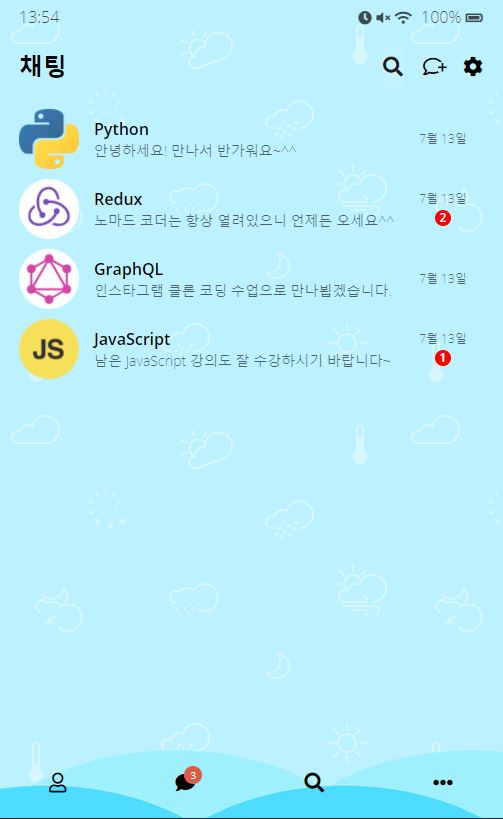 13:54
100%
채팅
Python
7월 13일
안녕하세요! 만나서 반가워요~^^
Redux
7월 13일
노마드 코더는 항상 열려있으니 언제든 오세요^^
2
GraphQL
7월 13일
인스타그램 클론 코딩 수업으로 만나뵙겠습니다.
JS
JavaScript
7월 13일
남은 JavaScript 강의도 잘 수강하시기 바랍니다~
1
3